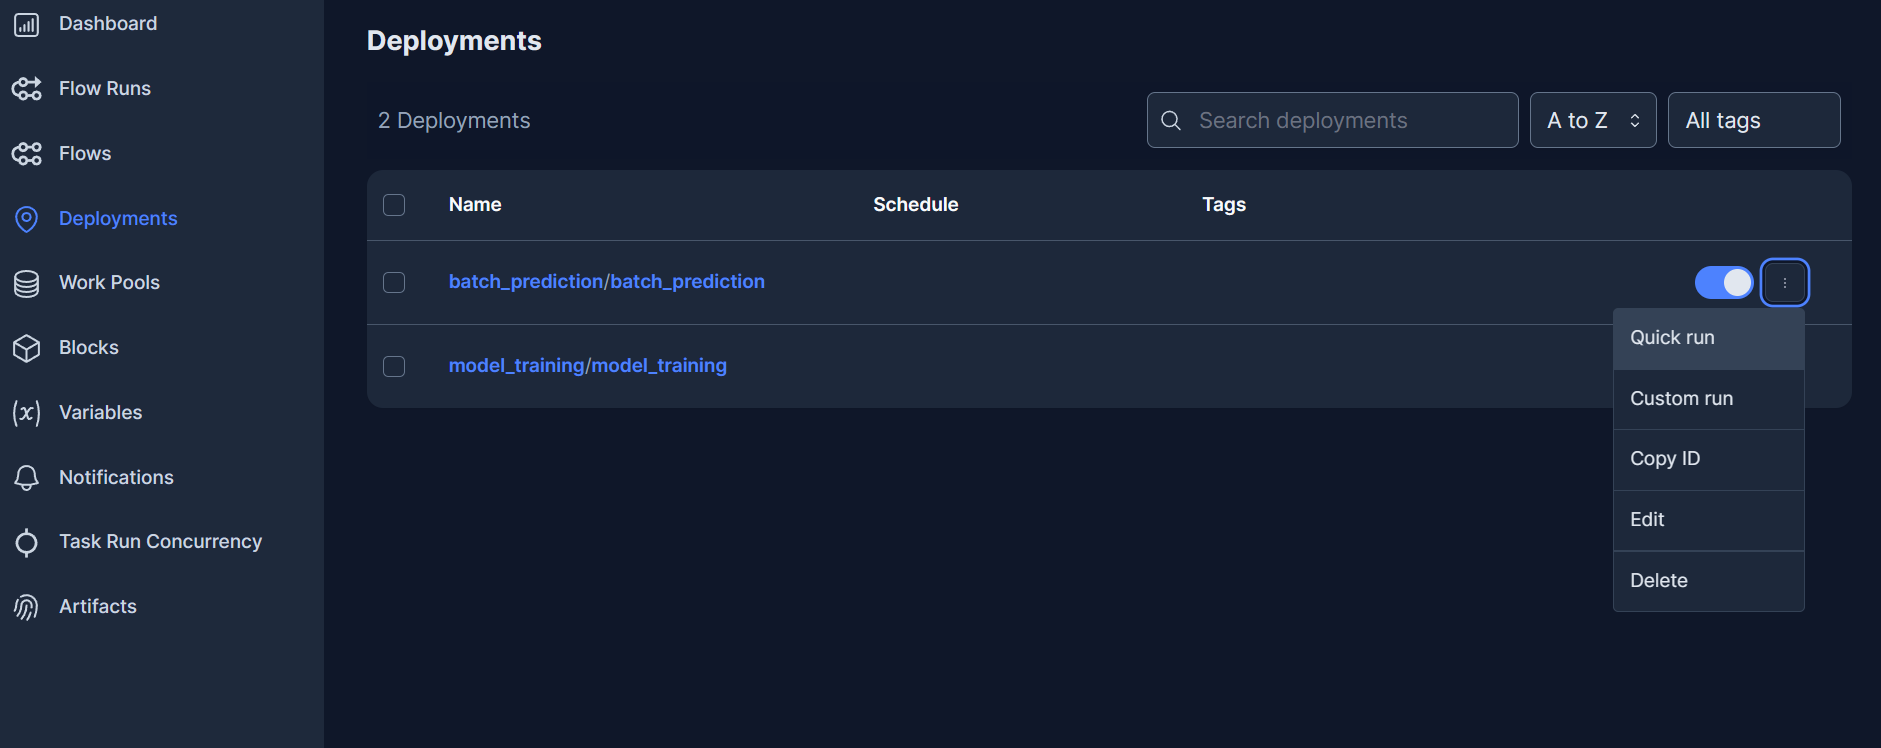 Dashboard
Flow Runs
Flows
Deployments
Work Pools
Blocks
Variables
Notifications
Task Run Concurrency
Artifacts
Deployments
2 Deployments
Search deployments
A to Z
All tags
Name Schedule Tags
batch_prediction/batch_prediction
model_training/model_training
Quick run
Custom run
Copy ID
Edit
Delete